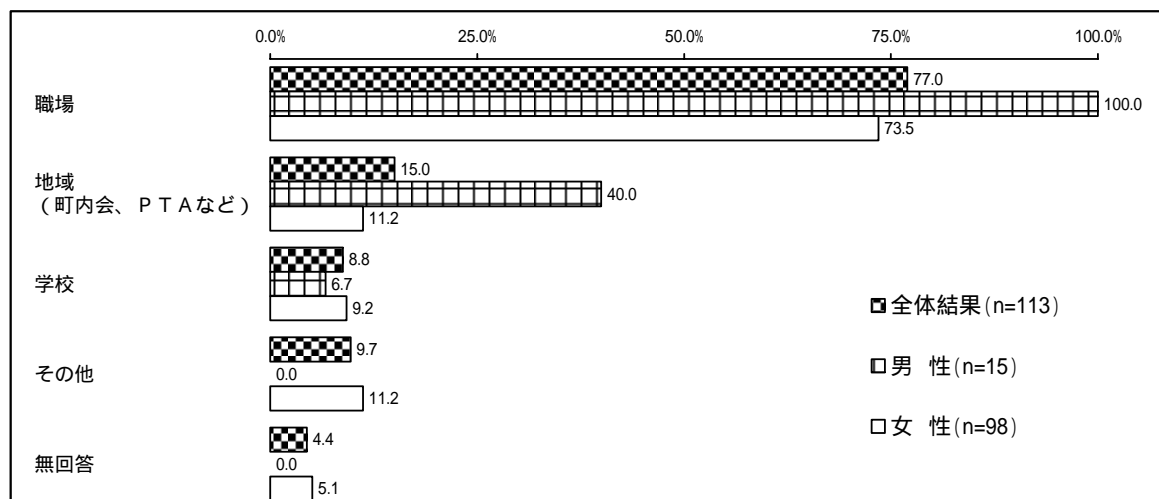 0.0% 25.0% 50.0% 75.0% 100.0%
職場
77.0
100.0
73.5
地域
（町内会、ＰＴＡなど）
15.0
40.0
11.2
学校
8.8
6.7
9.2
その他
9.7
0.0
11.2
無回答
4.4
0.0
5.1
全体結果(n=113)
男 性(n=15)
女 性(n=98)